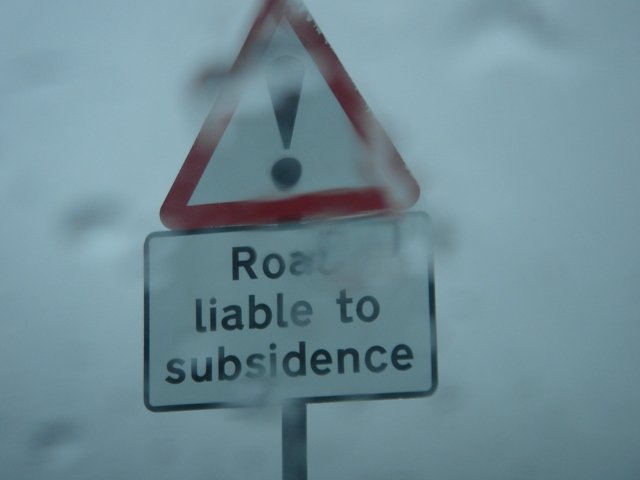 !
Road
liable to
subsidence